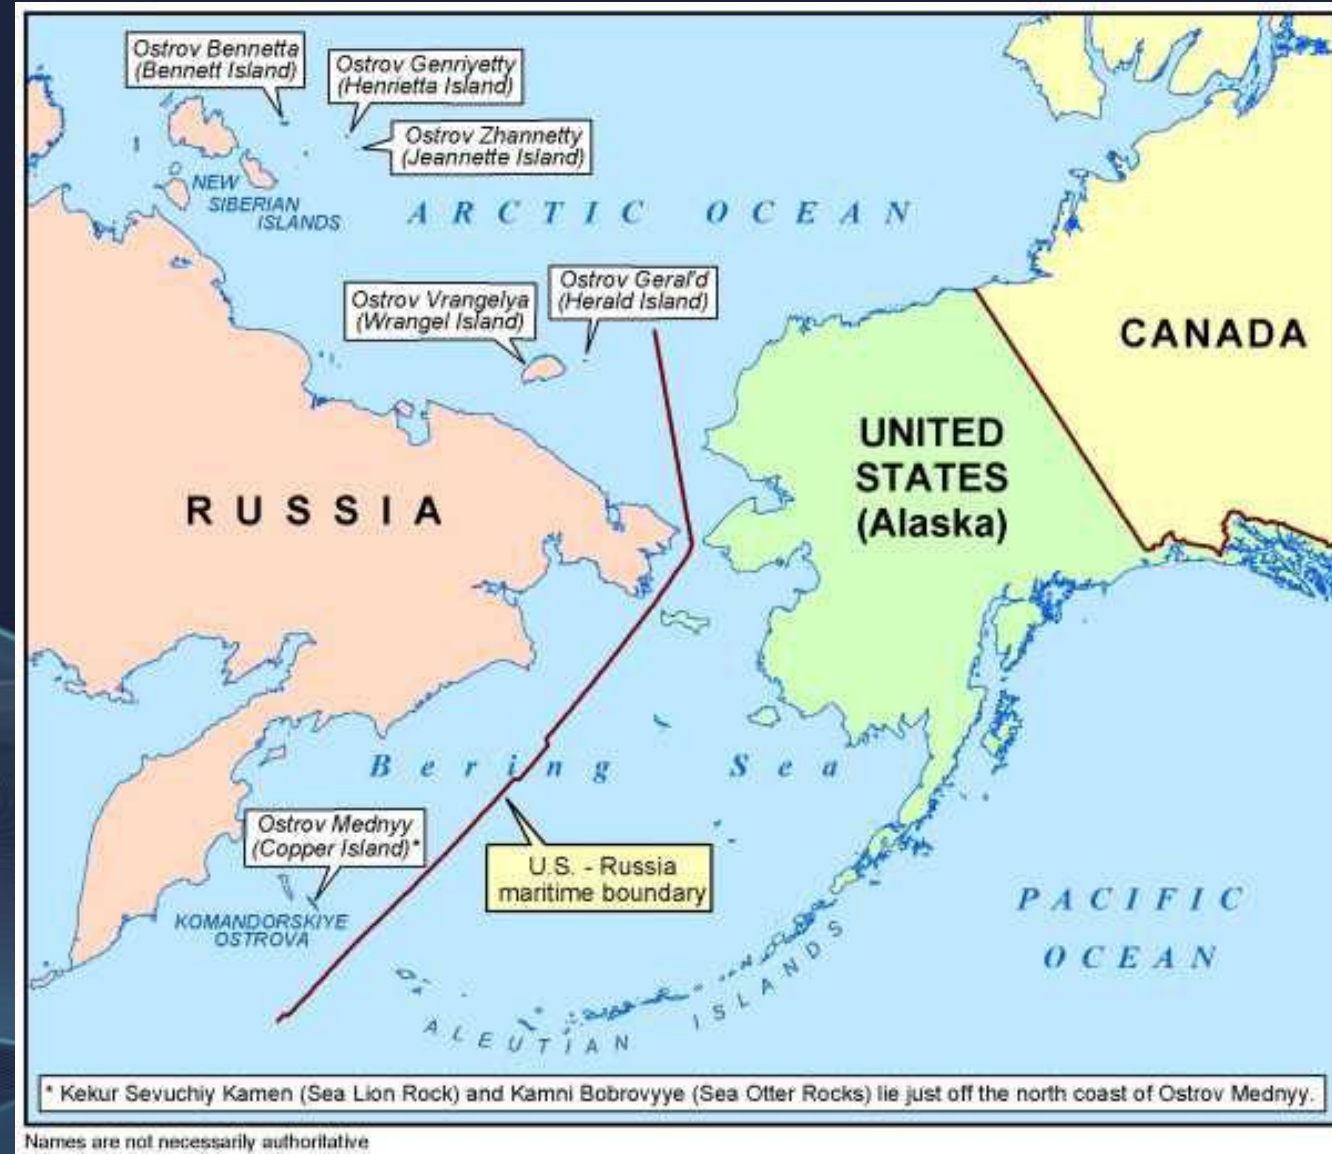 Ostrov Bennetta
(Bennett Island)
Ostrov Genriyetty
(Henrietta Island)
Ostrov Zhannetty
(Jeannette Island)
NEW
SIBERIAN
ISLANDS
ARCTIC OCEAN
Ostrov Vrangelya
(Wrangel Island)
Ostrov Geral'd
(Herald Island)
CANADA
UNITED
STATES
(Alaska)
RUSSIA
Bering Sea
Ostrov Mednyy
(Copper Island)*
U.S. - Russia
maritime boundary
KOMANDORSKIYE
OSTROVA
PACIFIC
OCEAN
ALEUTIAN ISLANDS
* Kekur Sevuchiy Kamen (Sea Lion Rock) and Kamni Bobrovyye (Sea Otter Rocks) lie just off the north coast of Ostrov Mednyy.
Names are not necessarily authoritative